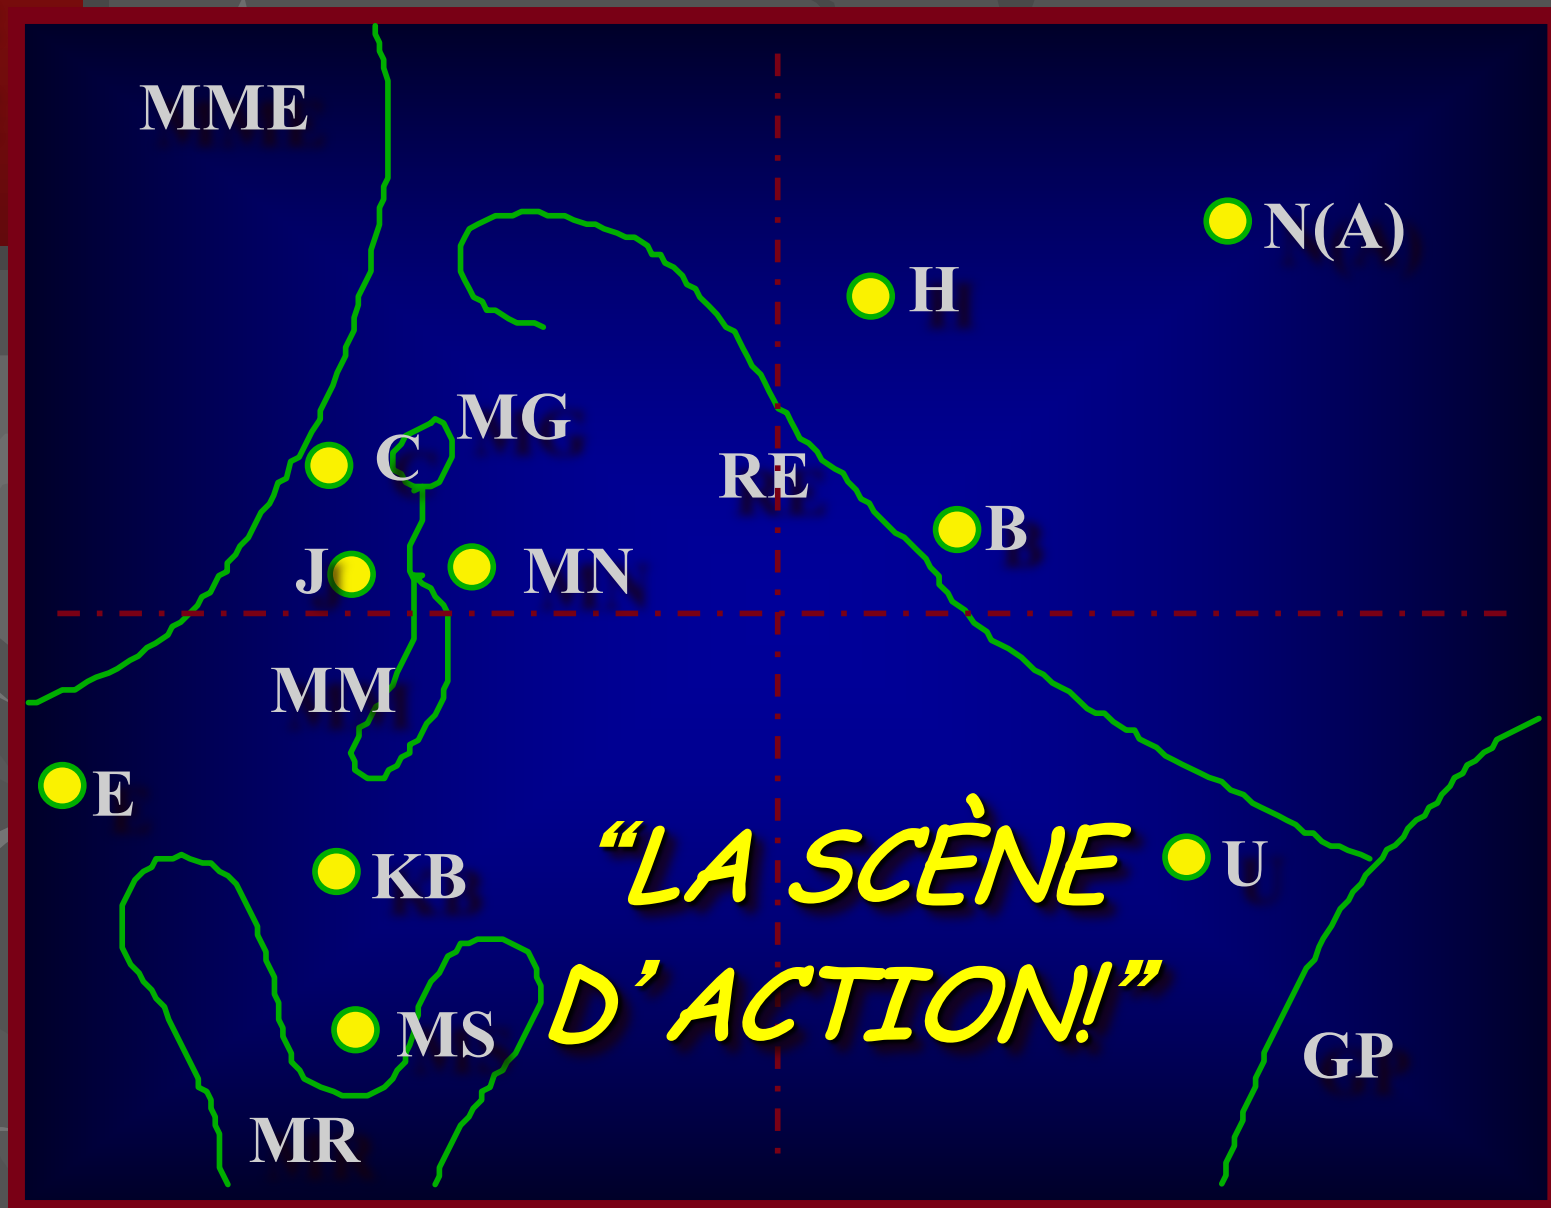 MME
N(A)
H
MG
C
RE
B
J
MN
MM
E
KB
U
“LA SCÈNE
D’ACTION!”
MS
GP
MR